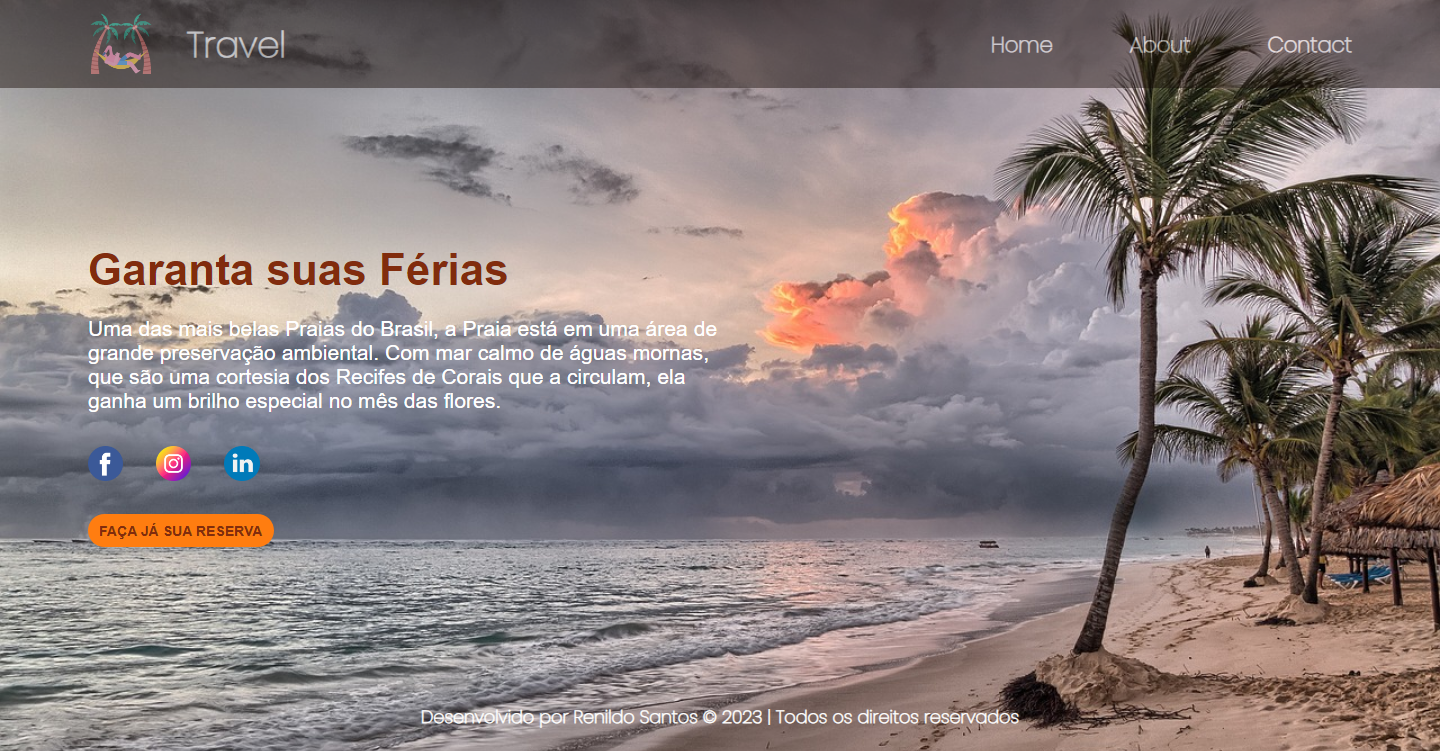 Travel
Home
About
Contact
Garanta suas Férias
Uma das mais belas Praias do Brasil, a Praia está em uma área de
grande preservação ambiental. Com mar calmo de águas mornas,
que são uma cortesia dos Recifes de Corais que a circulam, ela
ganha um brilho especial no mês das flores.
FAÇA JÁ SUA RESERVA
Desenvolvido por Renildo Santos © 2023 | Todos os direitos reservados